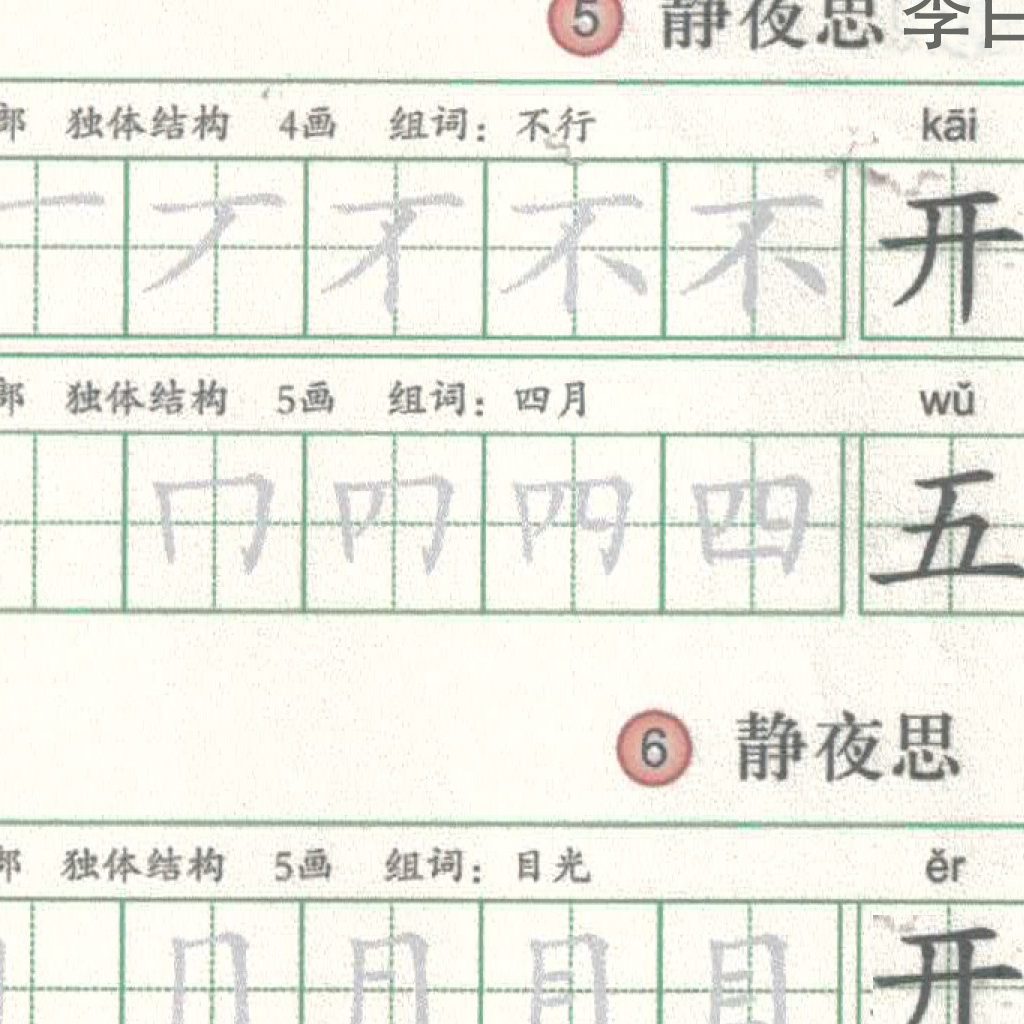 5 静夜思 李白
部 独体结构 4画 组词：不行 kāi
一 丆 不 不 不 开
部 独体结构 5画 组词：四月 wǔ
冂 四 四 五
6 静夜思
部 独体结构 5画 组词：目光 ěr
冂 月 目 目 开